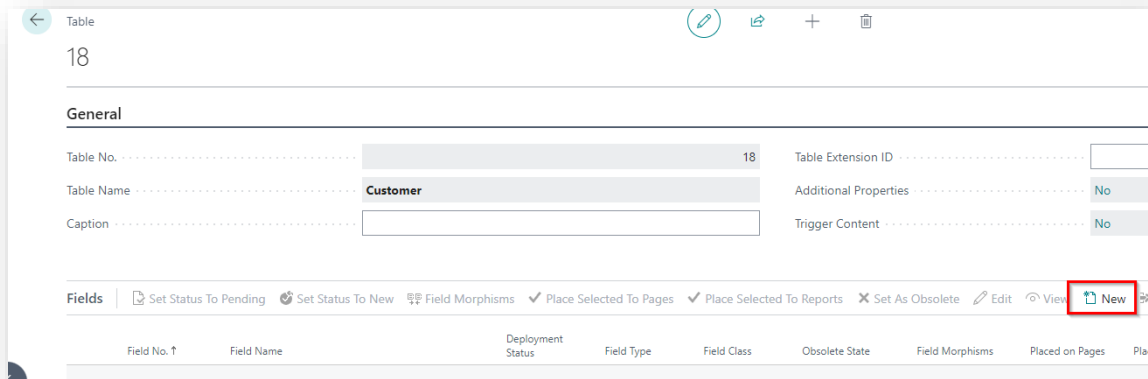 Table
18
General
Table No. 18 Table Extension ID
Table Name Customer Additional Properties No
Caption Trigger Content No
Fields Set Status To Pending Set Status To New Field Morphisms Place Selected To Pages Place Selected To Reports Set As Obsolete Edit View New
Deployment
Field No. ↑ Field Name Status Field Type Field Class Obsolete State Field Morphisms Placed on Pages Pla